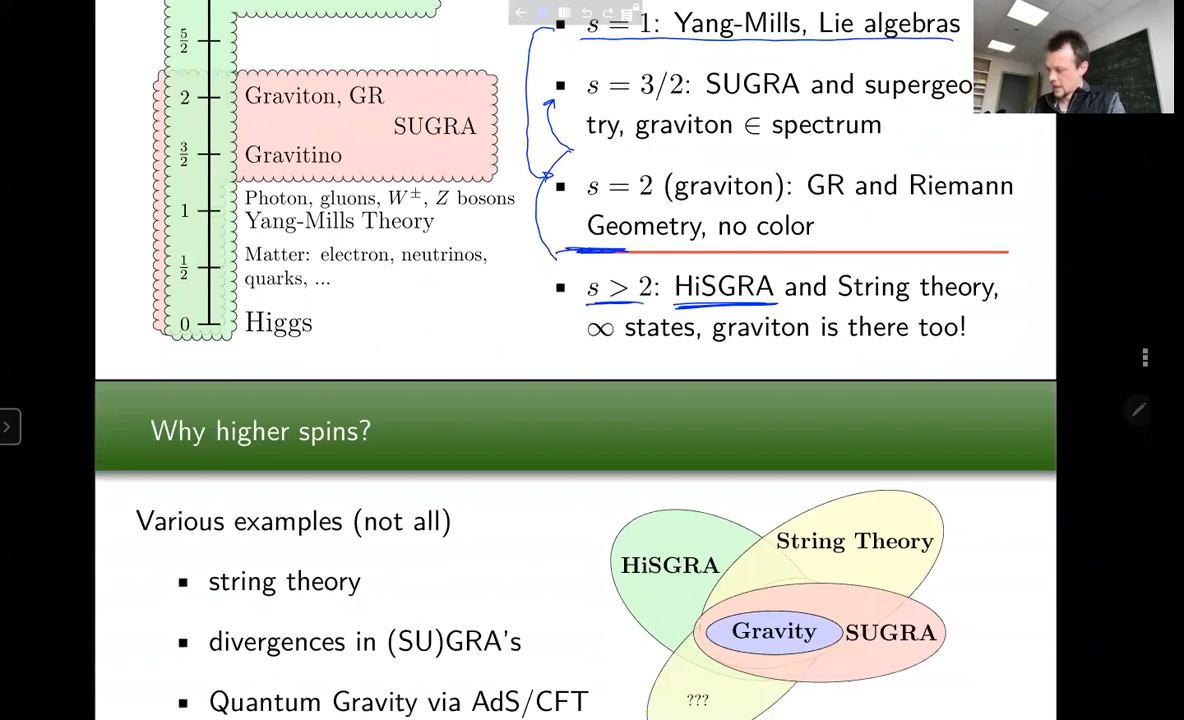 5/2
2
3/2
1
1/2
0
Graviton, GR
SUGRA
Gravitino
Photon, gluons, W±, Z bosons
Yang-Mills Theory
Matter: electron, neutrinos,
quarks, ...
Higgs
▪ s = 1: Yang-Mills, Lie algebras
▪ s = 3/2: SUGRA and supergeo
try, graviton ∈ spectrum
▪ s = 2 (graviton): GR and Riemann
Geometry, no color
▪ s > 2: HiSGRA and String theory,
∞ states, graviton is there too!
Why higher spins?
Various examples (not all)
▪ string theory
▪ divergences in (SU)GRA's
▪ Quantum Gravity via AdS/CFT
HiSGRA
String Theory
Gravity
SUGRA
???